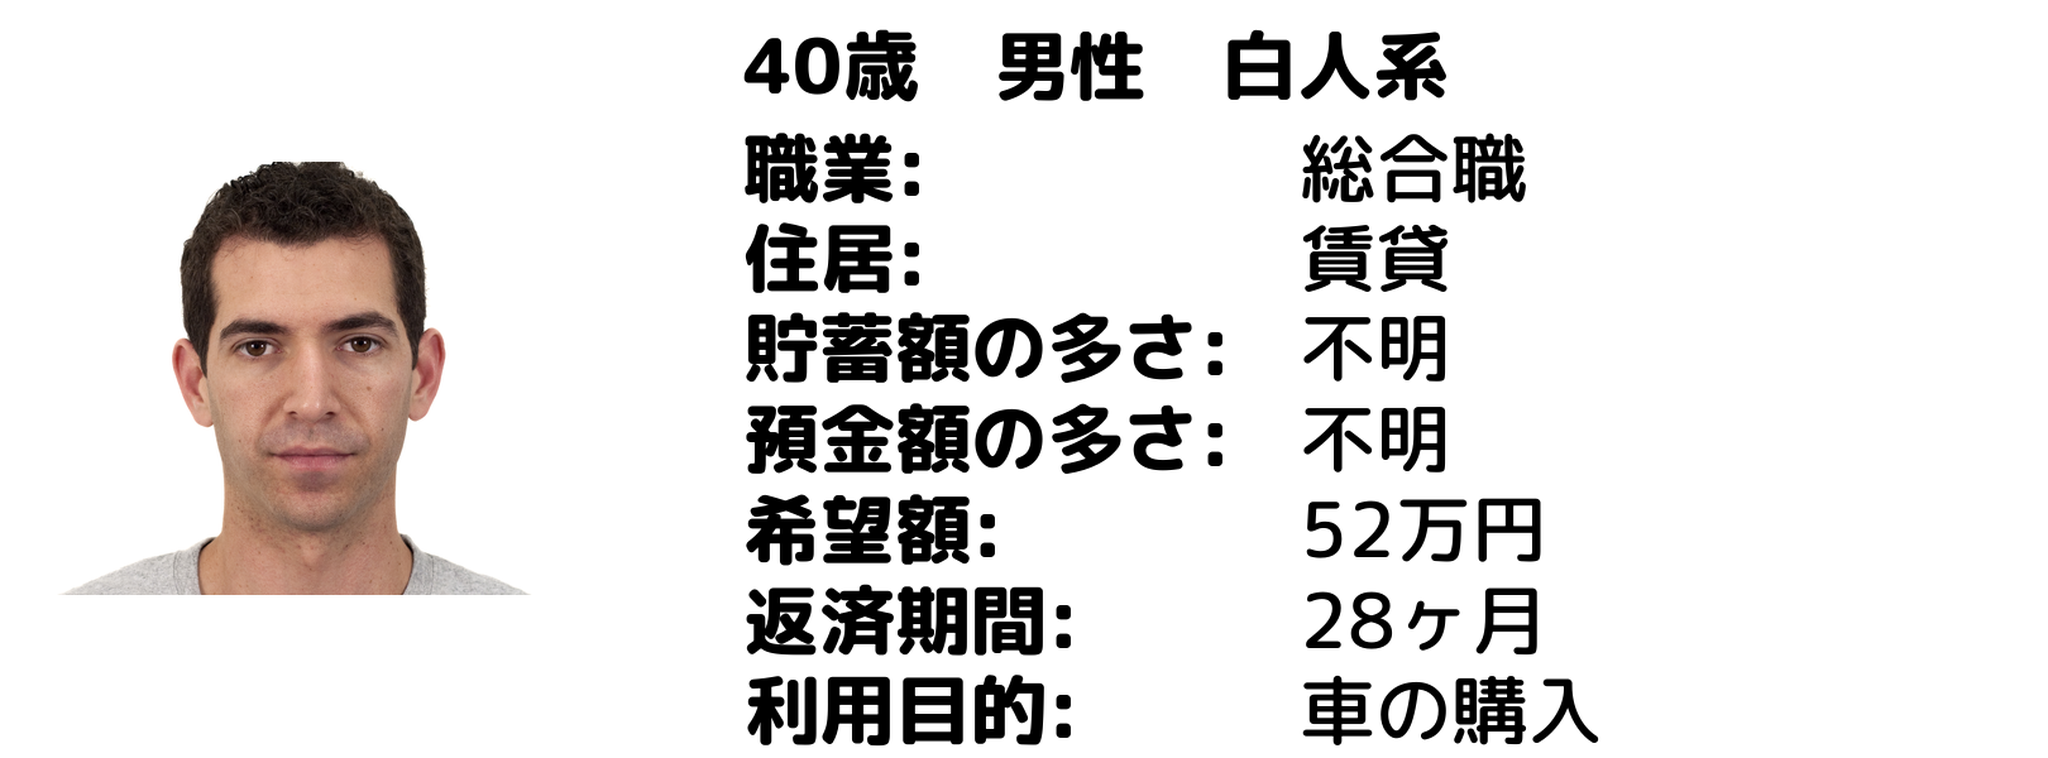 40歳　男性　白人系
職業: 総合職
住居: 賃貸
貯蓄額の多さ: 不明
預金額の多さ: 不明
希望額: 52万円
返済期間: 28ヶ月
利用目的: 車の購入